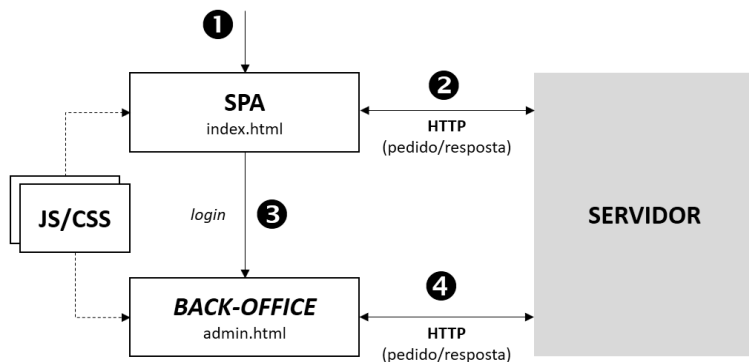 ❶
SPA
index.html
❷
HTTP
(pedido/resposta)
JS/CSS
login
❸
SERVIDOR
BACK-OFFICE
admin.html
❹
HTTP
(pedido/resposta)